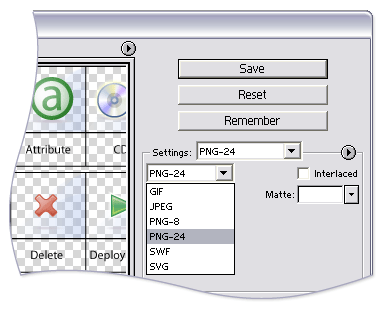 Save
Reset
Remember
Settings: PNG-24
PNG-24
Interlaced
Matte:
GIF
JPEG
PNG-8
PNG-24
SWF
SVG
a
Attribute
CD
Delete
Deploy